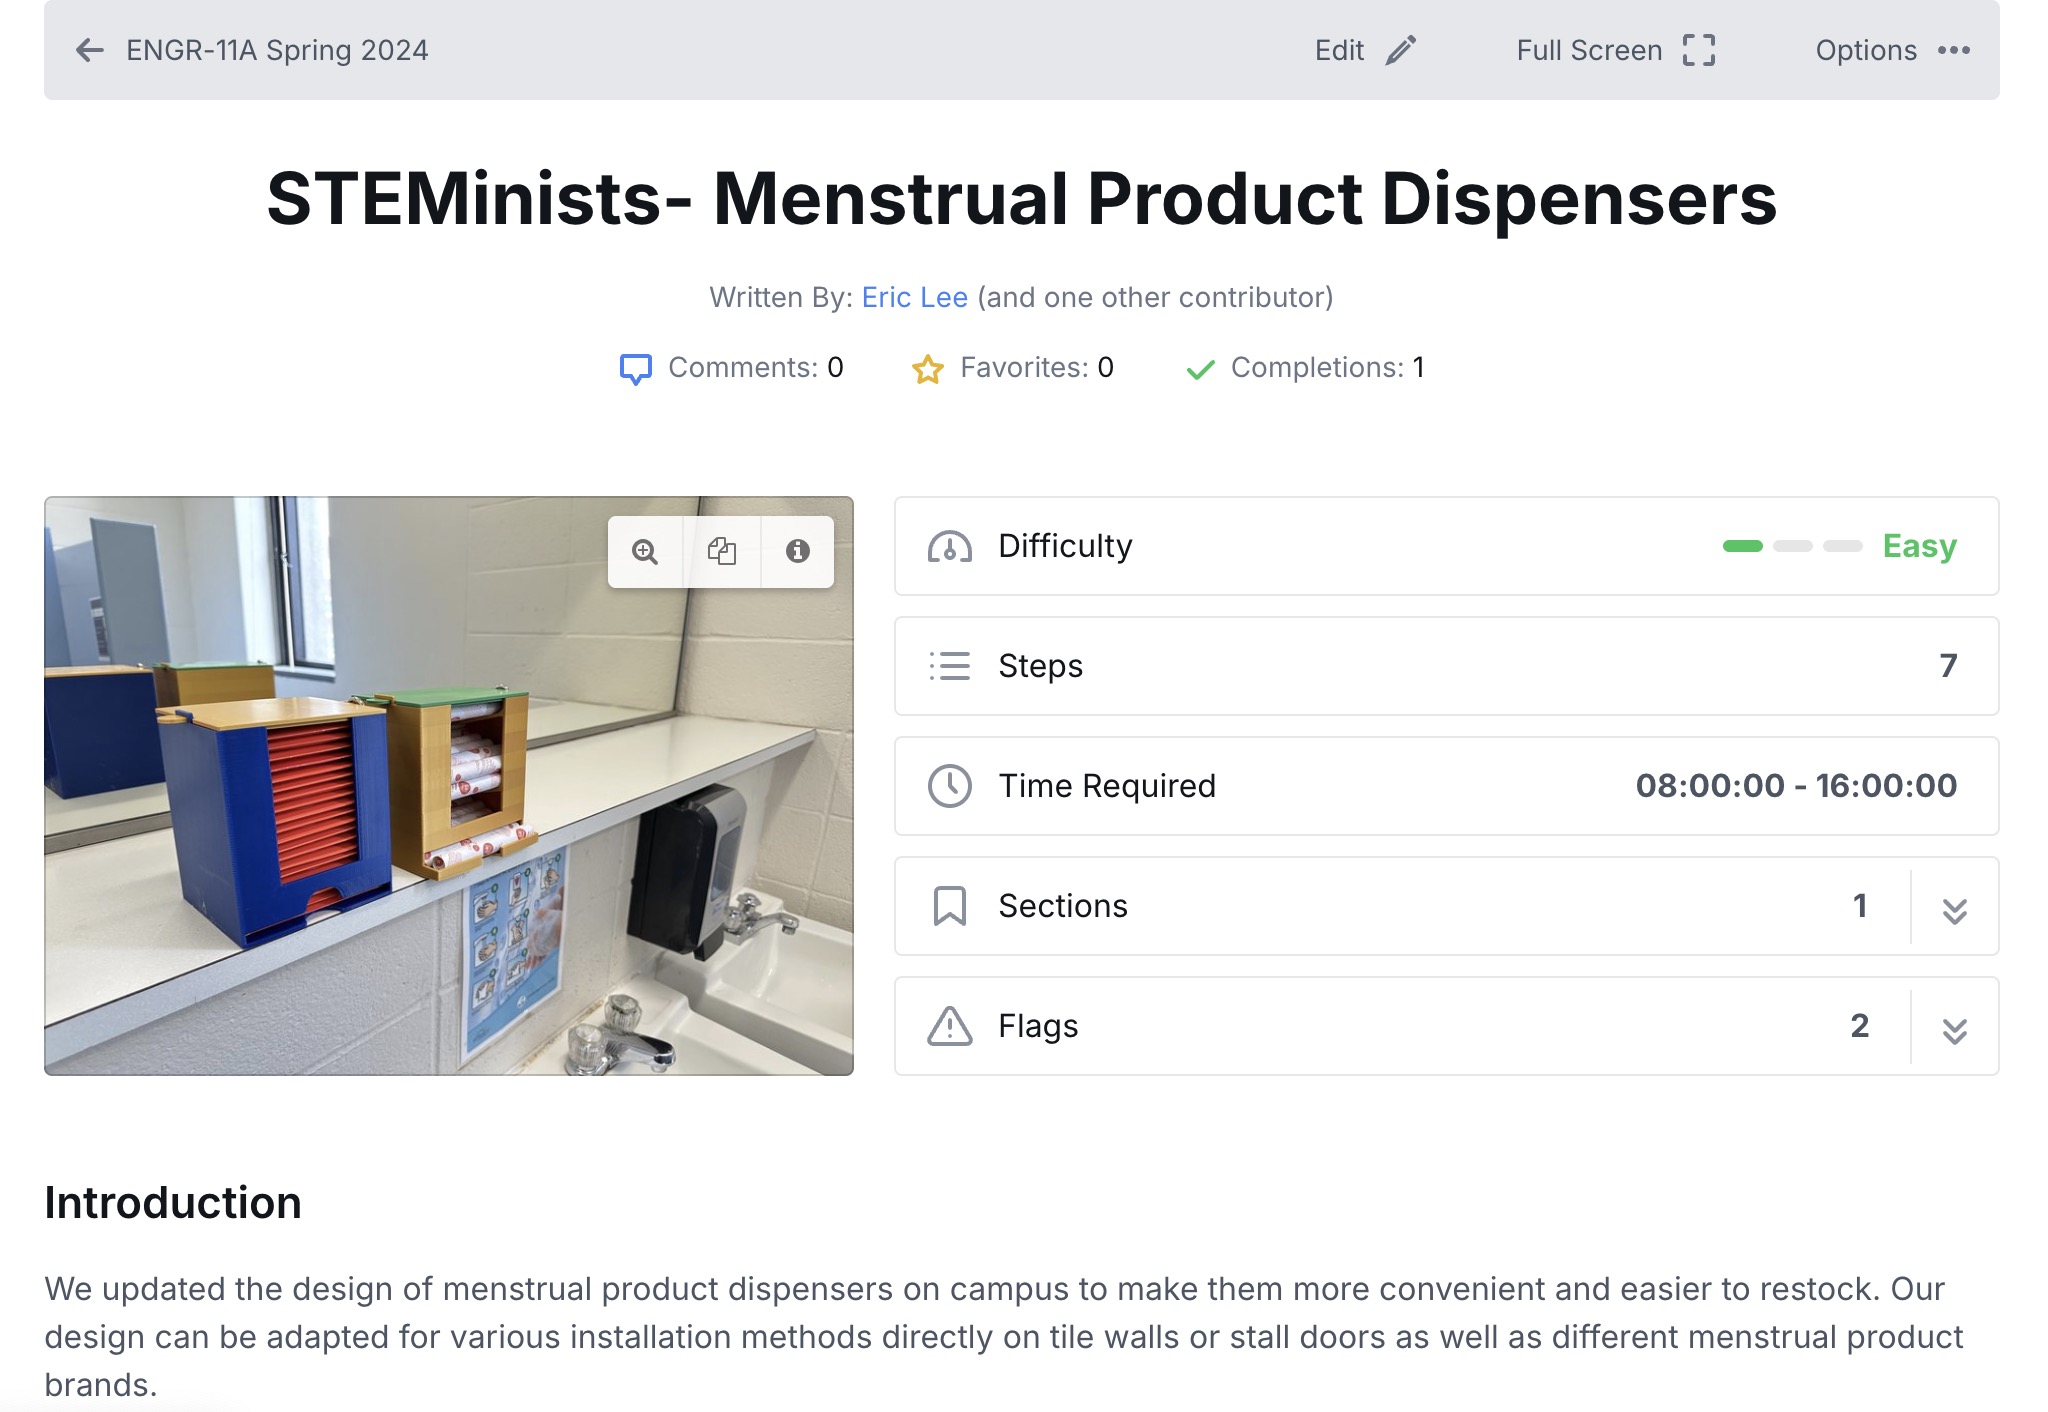 ENGR-11A Spring 2024
Edit
Full Screen
Options
STEMinists- Menstrual Product Dispensers
Written By: Eric Lee (and one other contributor)
Comments: 0
Favorites: 0
Completions: 1
Difficulty
Easy
Steps
7
Time Required
08:00:00 - 16:00:00
Sections
1
Flags
2
Introduction
We updated the design of menstrual product dispensers on campus to make them more convenient and easier to restock. Our
design can be adapted for various installation methods directly on tile walls or stall doors as well as different menstrual product
brands.